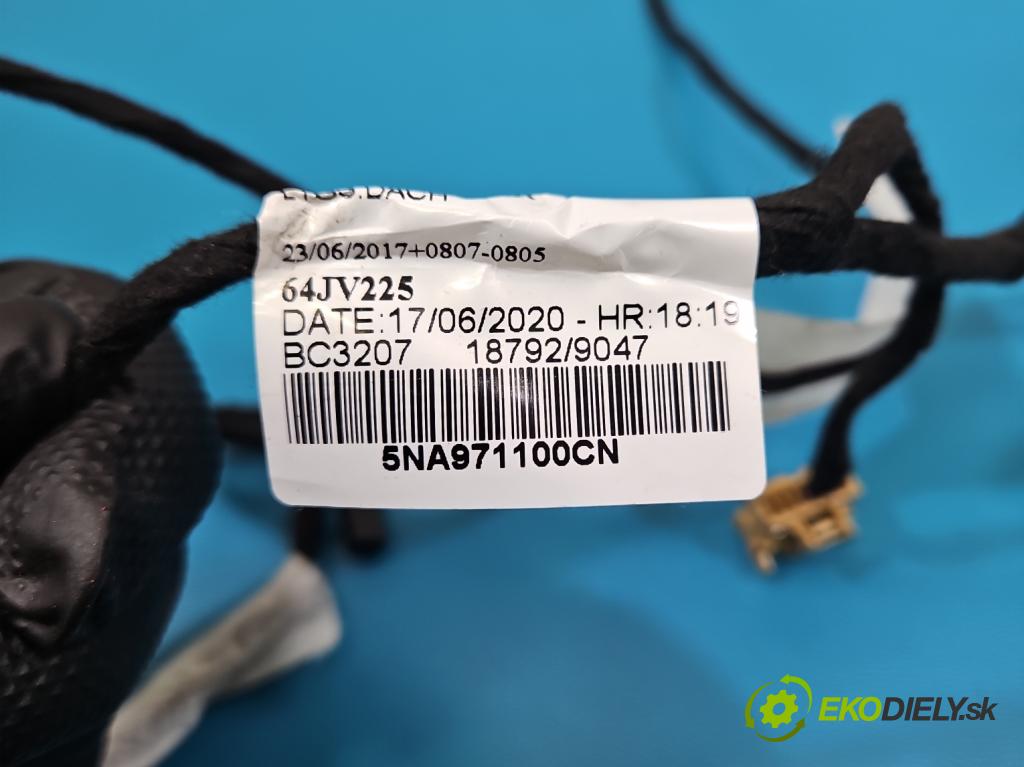 23/06/2017+0807-0805
64JV225
DATE:17/06/2020 - HR:18:19
BC3207 18792/9047
5NA971100CN
EKODIELY.sk